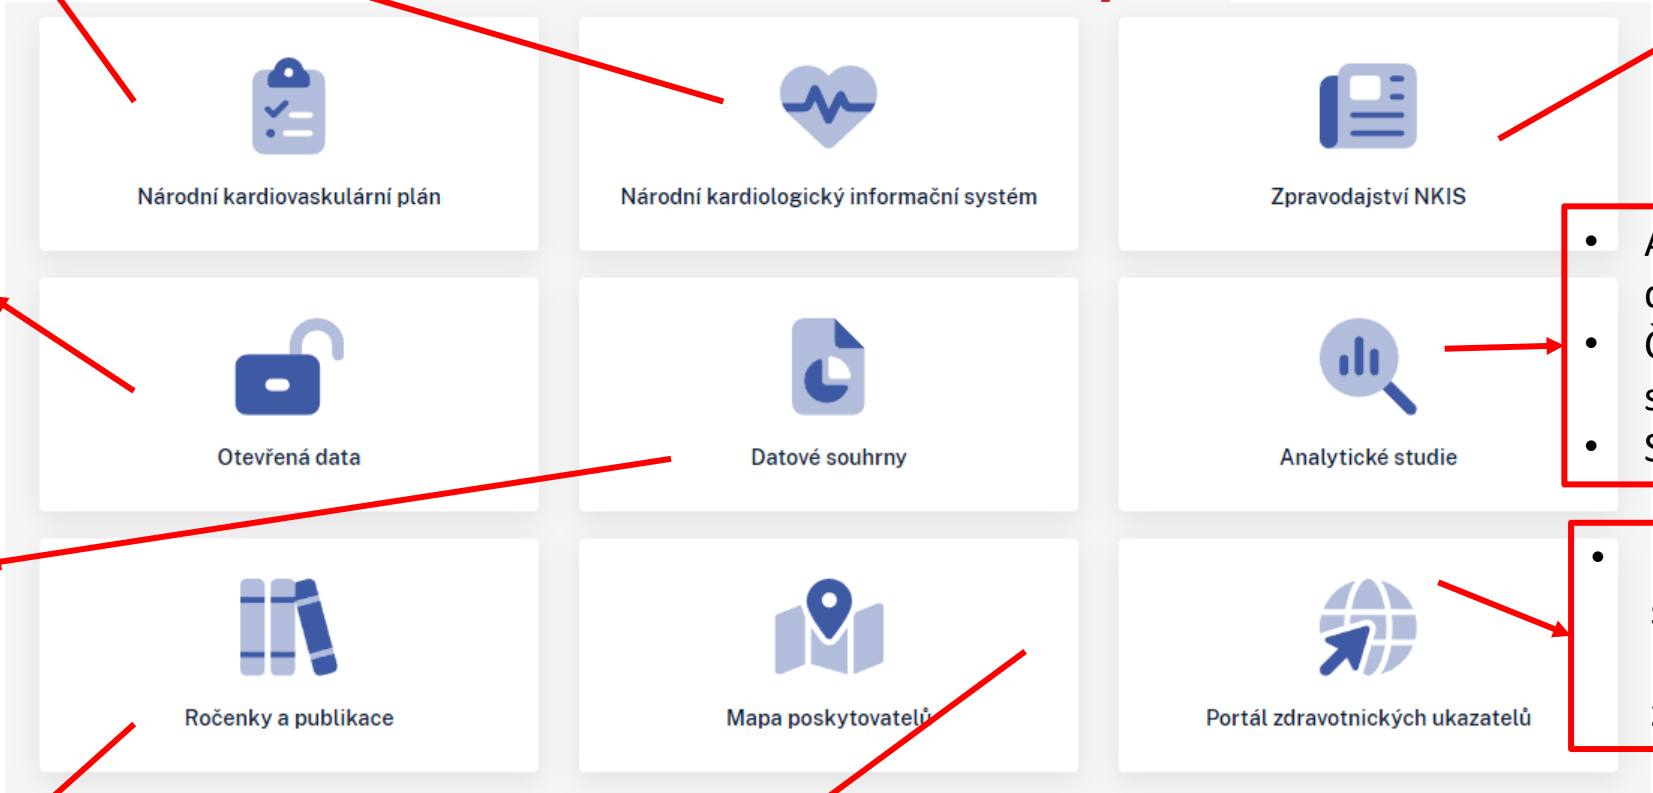 Národní kardiovaskulární plán
Národní kardiologický informační systém
Zpravodajství NKIS
Otevřená data
Datové souhrny
Analytické studie
Ročenky a publikace
Mapa poskytovatelů
Portál zdravotnických ukazatelů